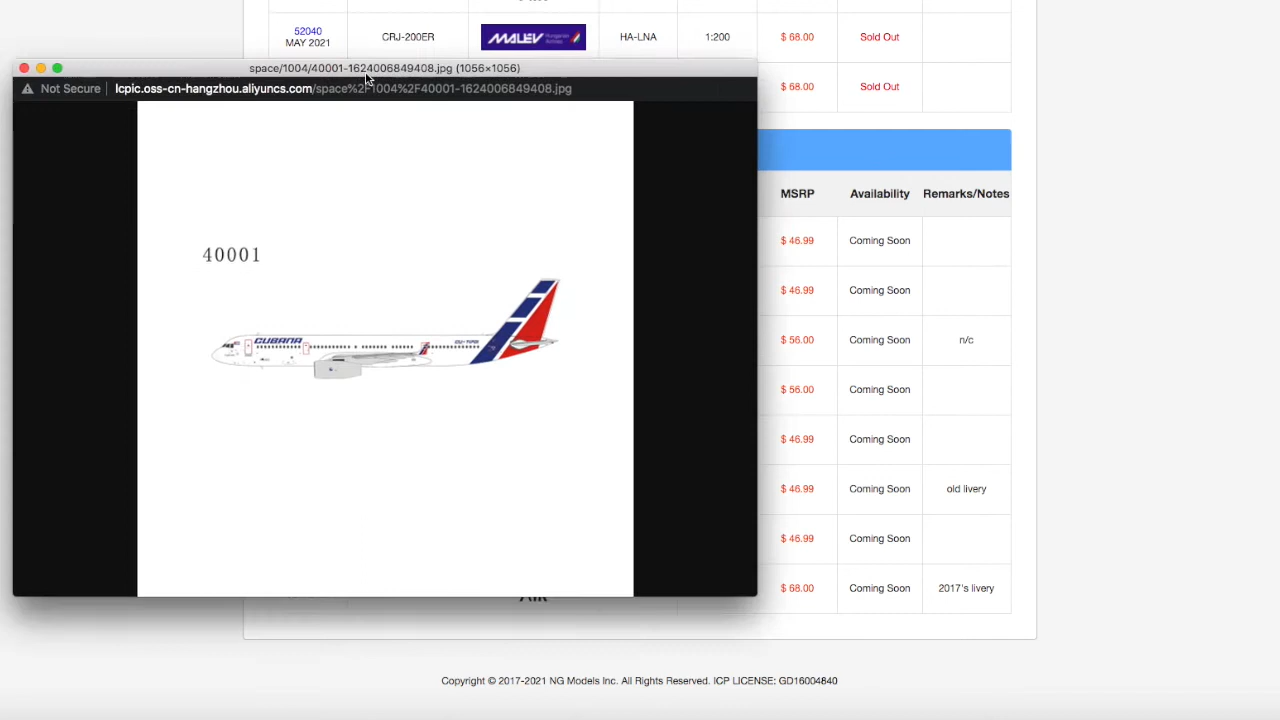 52040
MAY 2021
CRJ-200ER
MALEV Hungarian Airlines
HA-LNA
1:200
$ 68.00
Sold Out
space/1004/40001-1624006849408.jpg (1056×1056)
Not Secure
lcpic.oss-cn-hangzhou.aliyuncs.com/space%2F1004%2F40001-1624006849408.jpg
$ 68.00
Sold Out
MSRP
Availability
Remarks/Notes
$ 46.99
Coming Soon
40001
$ 46.99
Coming Soon
CUBANA
$ 56.00
Coming Soon
n/c
$ 56.00
Coming Soon
$ 46.99
Coming Soon
$ 46.99
Coming Soon
old livery
$ 46.99
Coming Soon
$ 68.00
Coming Soon
2017's livery
Copyright © 2017-2021 NG Models Inc. All Rights Reserved. ICP LICENSE: GD16004840